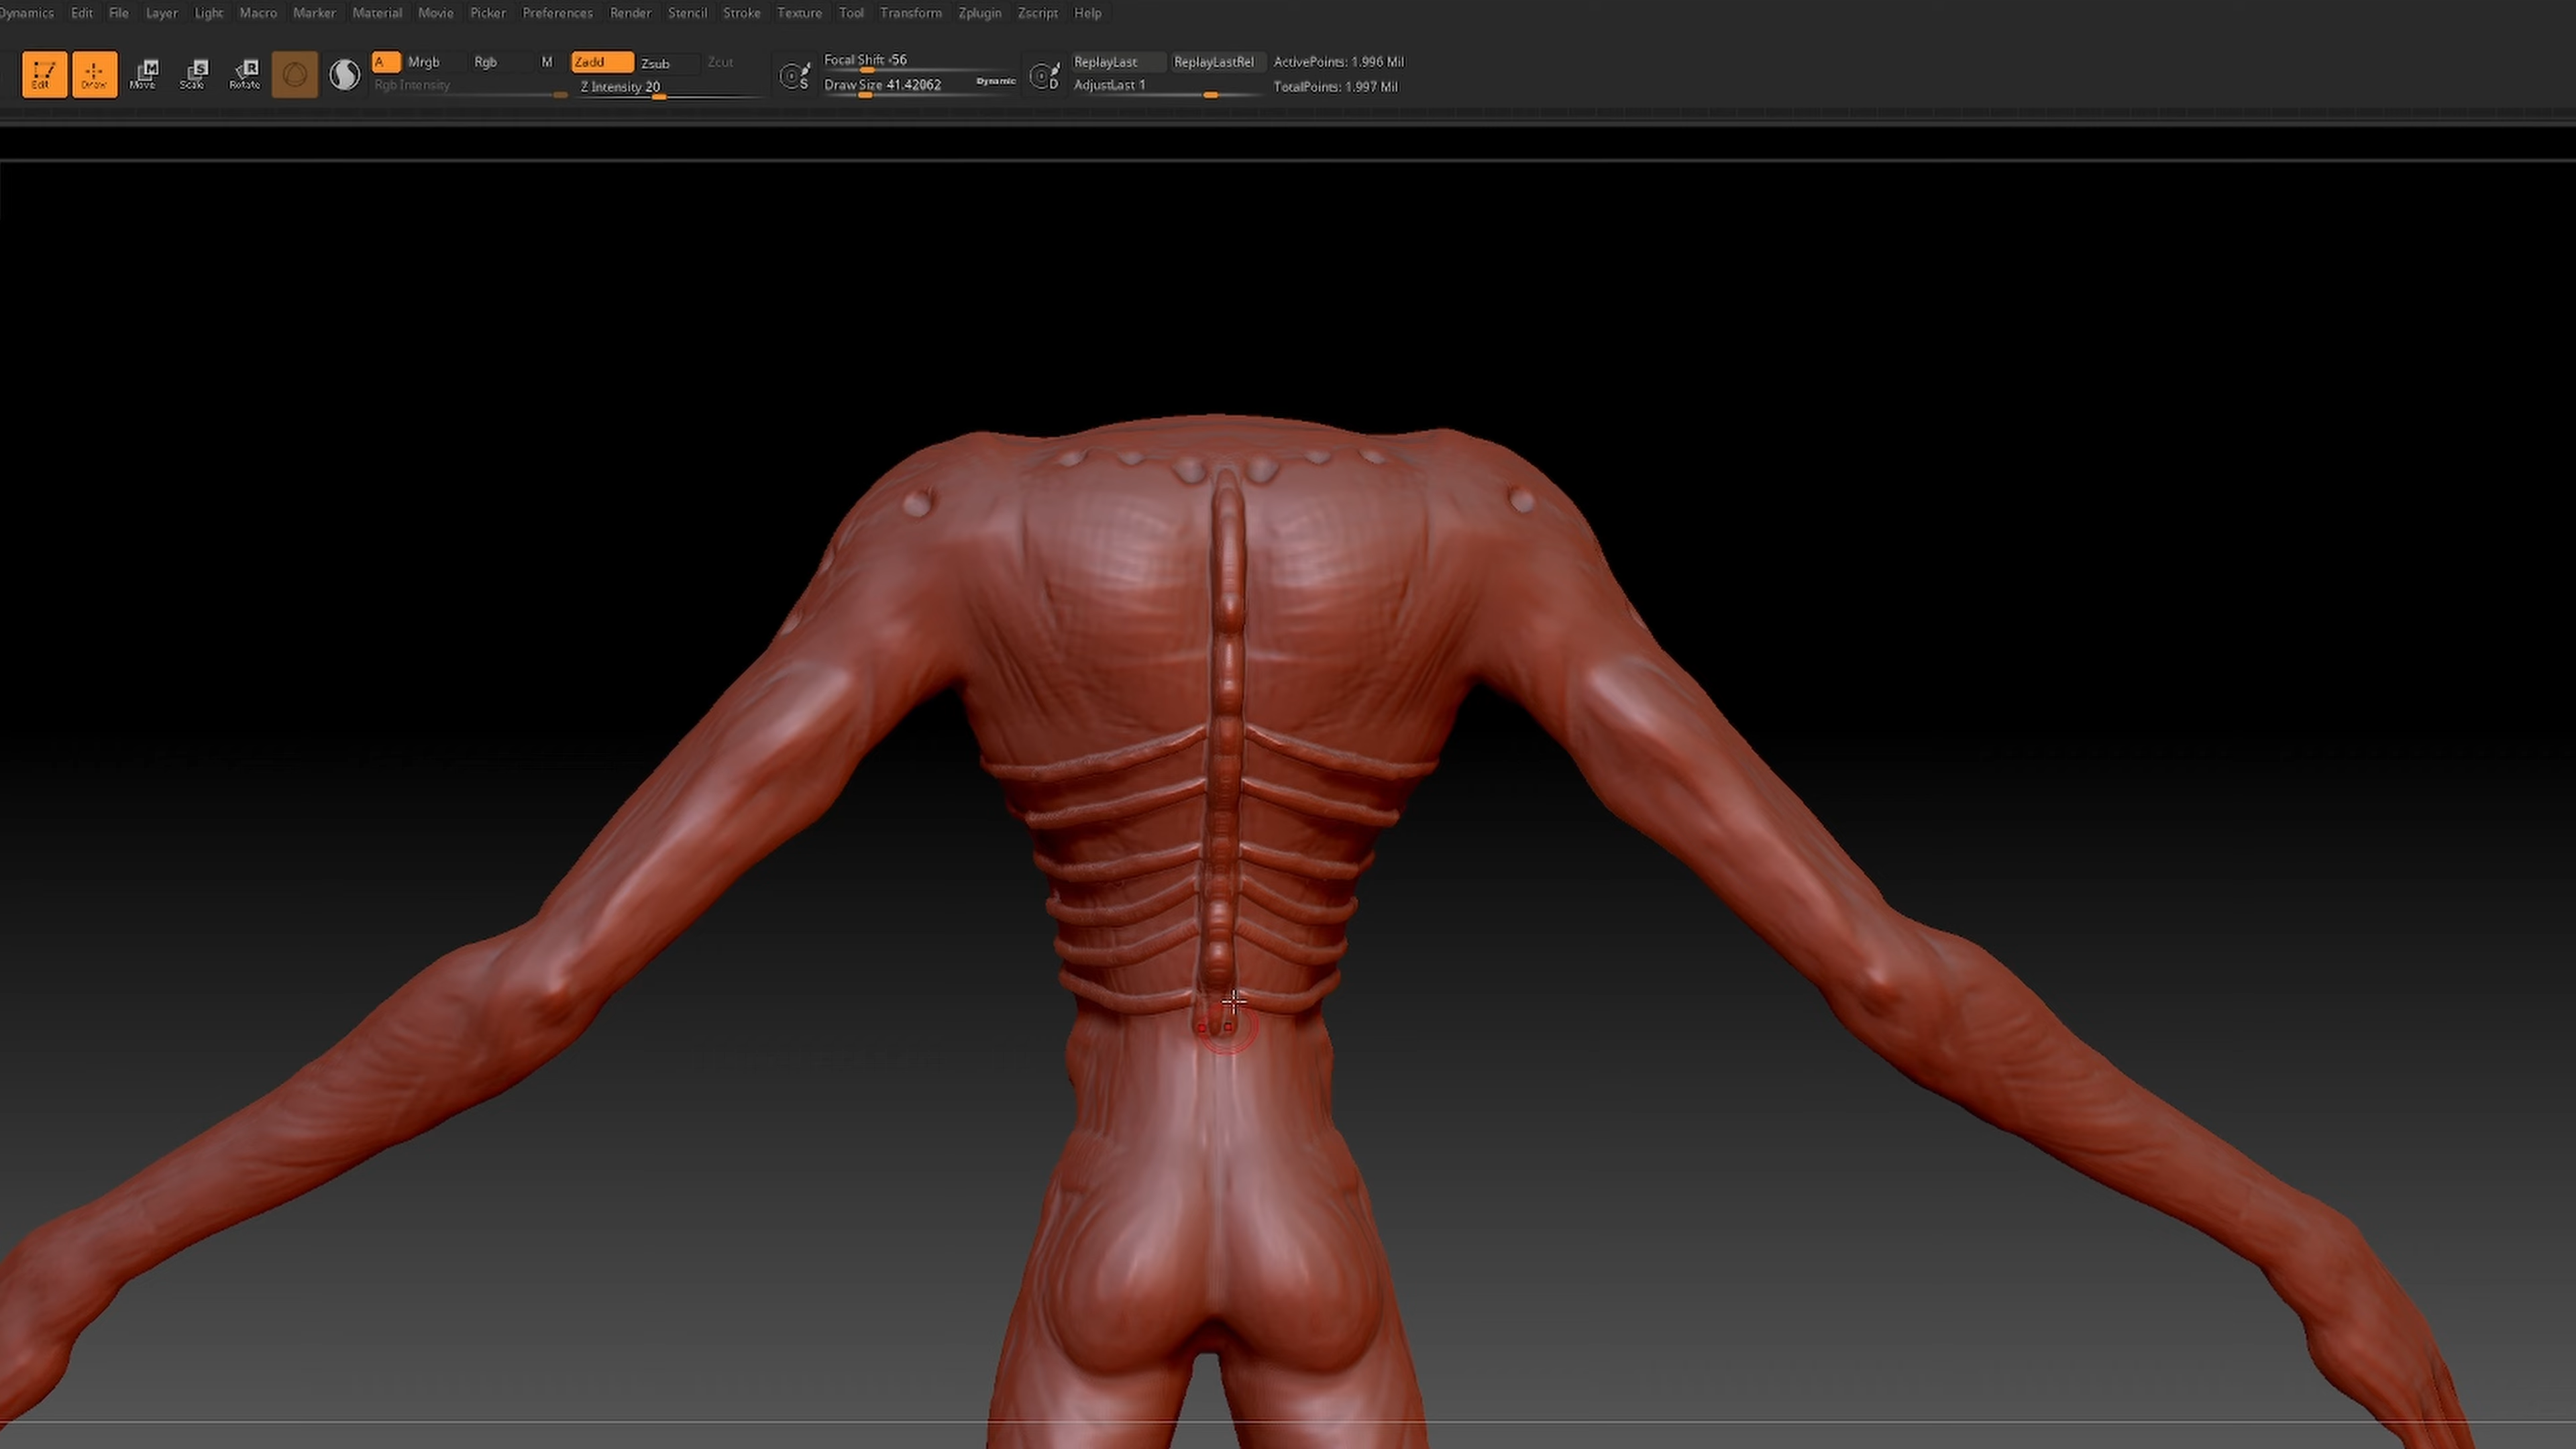 Dynamics Edit File Layer Light Macro Marker Material Movie Picker Preferences Render Stencil Stroke Texture Tool Transform Zplugin Zscript Help
Edit Draw Move Scale Rotate A Mrgb Rgb M Zadd Zsub Zcut Focal Shift -56 ReplayLast ReplayLastRel ActivePoints: 1.996 Mil
Rgb Intensity Z Intensity 20 S Draw Size 41.42062 Dynamic D AdjustLast 1 TotalPoints: 1.997 Mil